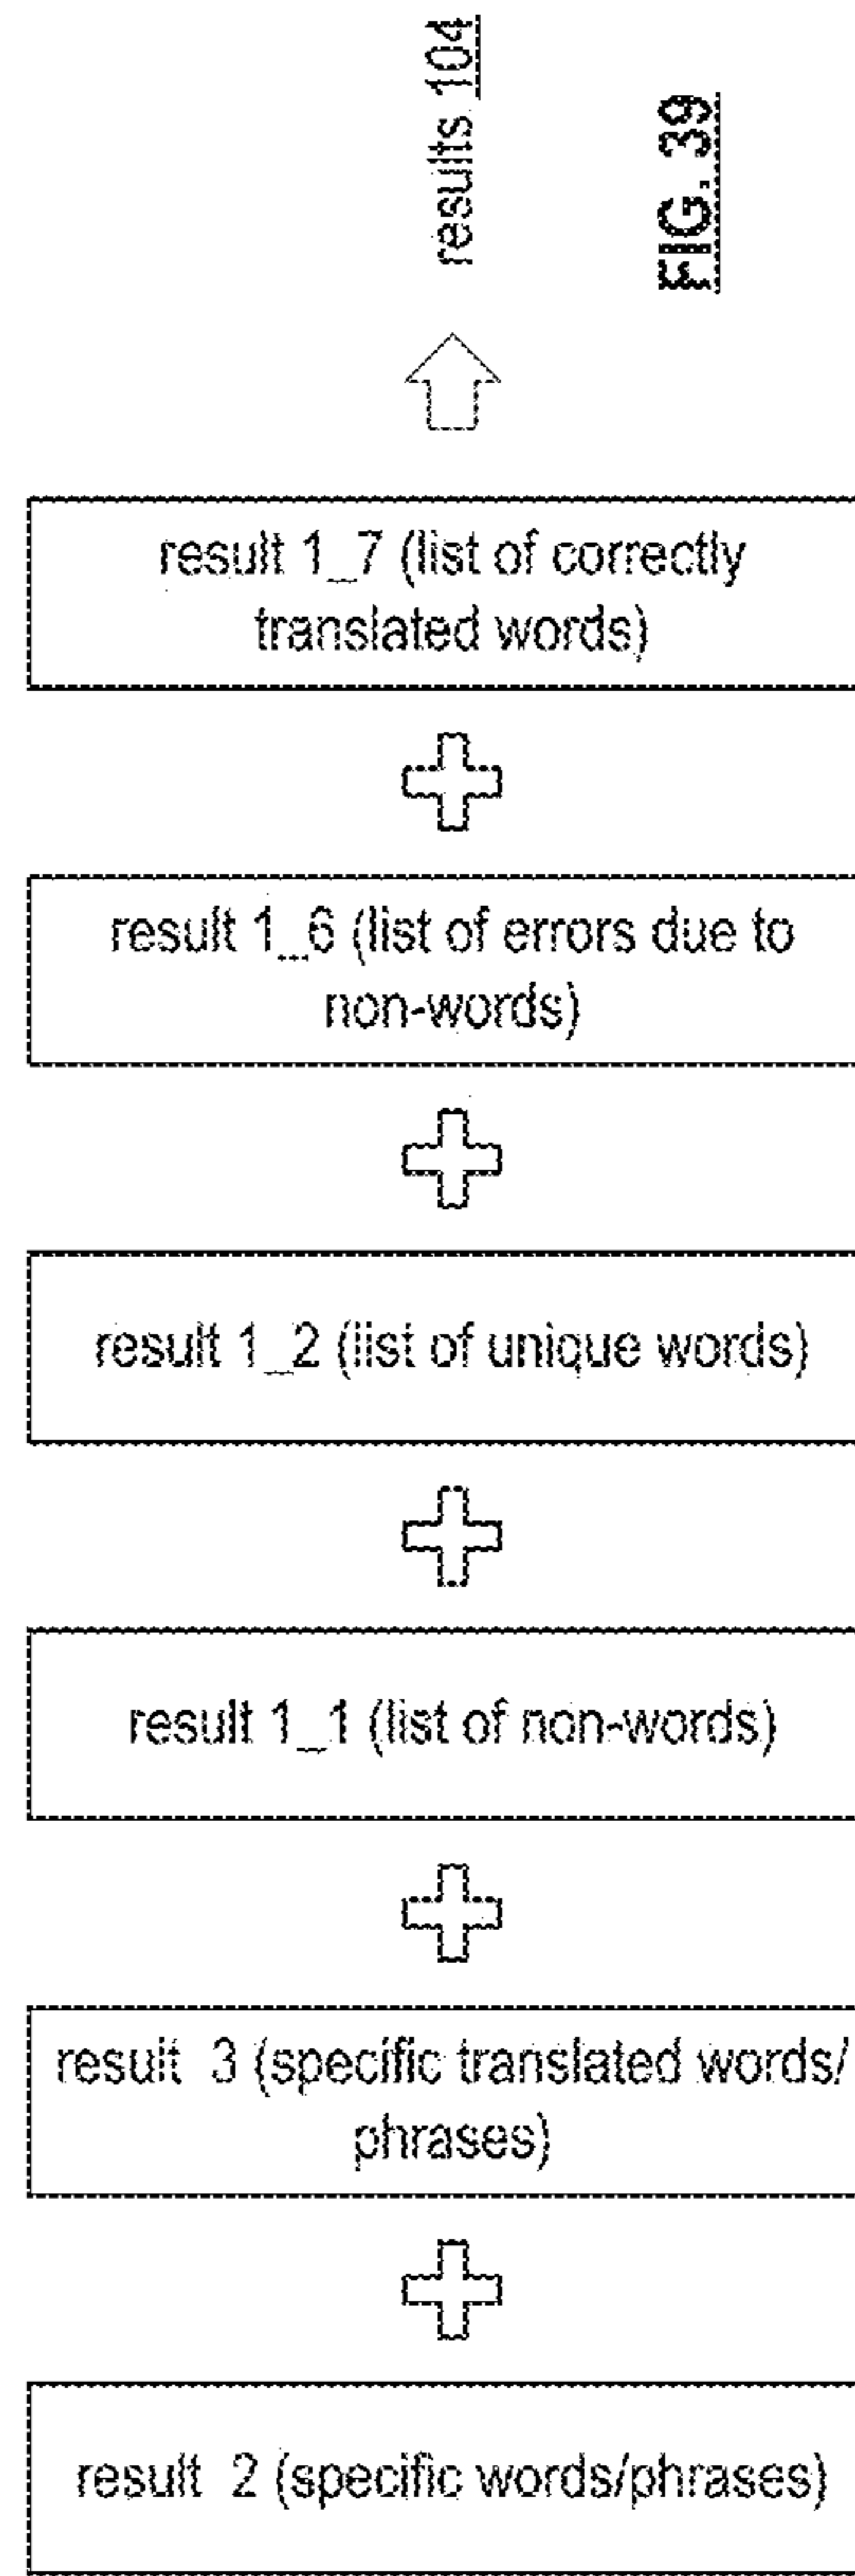 results 104
FIG. 39
result 1_7 (list of correctly
translated words)
result 1_6 (list of errors due to
non-words)
result 1_2 (list of unique words)
result 1_1 (list of non-words)
result 3 (specific translated words/
phrases)
result 2 (specific words/phrases)